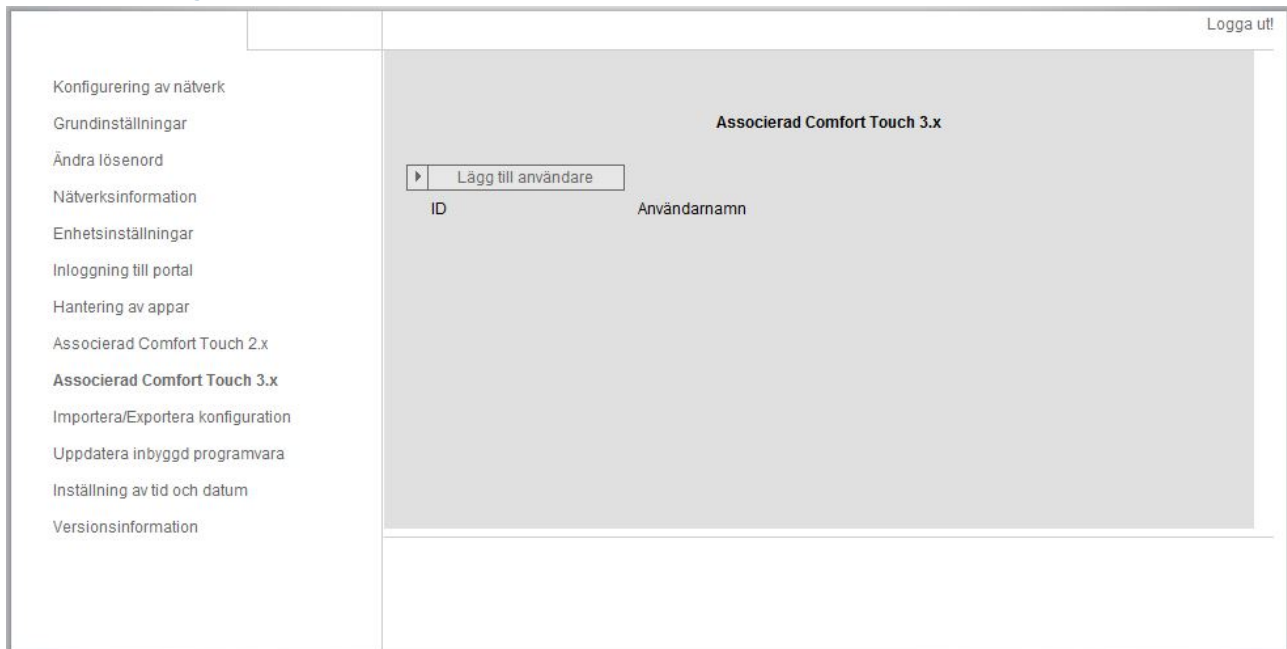 Logga ut!
Konfigurering av nätverk
Grundinställningar
Ändra lösenord
Nätverksinformation
Enhetsinställningar
Inloggning till portal
Hantering av appar
Associerad Comfort Touch 2.x
Associerad Comfort Touch 3.x
Importera/Exportera konfiguration
Uppdatera inbyggd programvara
Inställning av tid och datum
Versionsinformation
Associerad Comfort Touch 3.x
Lägg till användare
ID Användarnamn